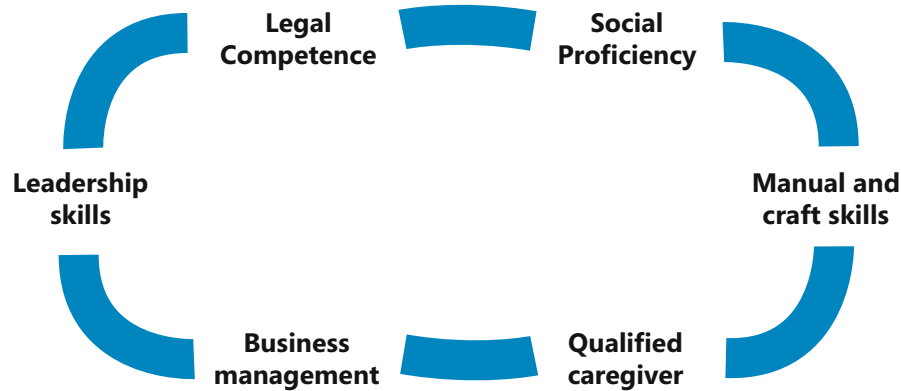 Legal
Competence
Social
Proficiency
Leadership
skills
Manual and
craft skills
Business
management
Qualified
caregiver